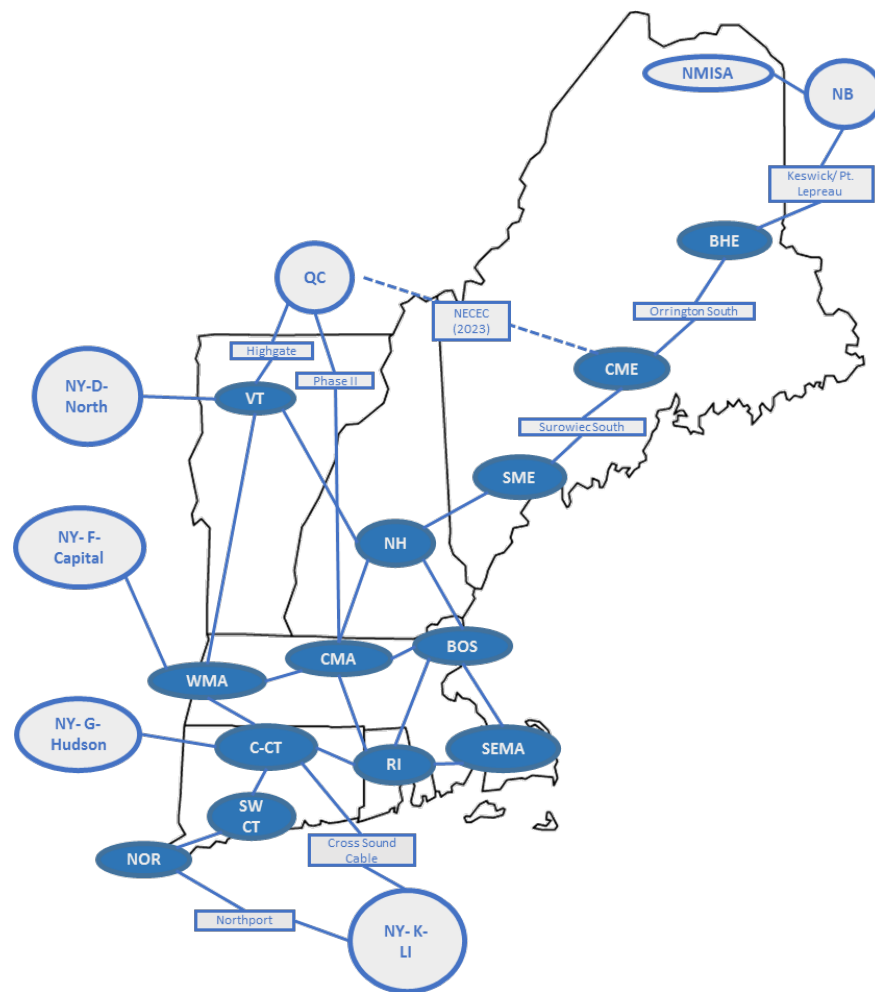 NMISA
NB
Keswick/ Pt.
Lepreau
BHE
QC
NECEC
(2023)
Orrington South
Highgate
Phase II
CME
NY-D-
North
VT
Surowiec South
SME
NY- F-
Capital
NH
BOS
CMA
WMA
NY- G-
Hudson
C-CT
SEMA
RI
SW
CT
Cross Sound
Cable
NOR
Northport
NY- K-
LI